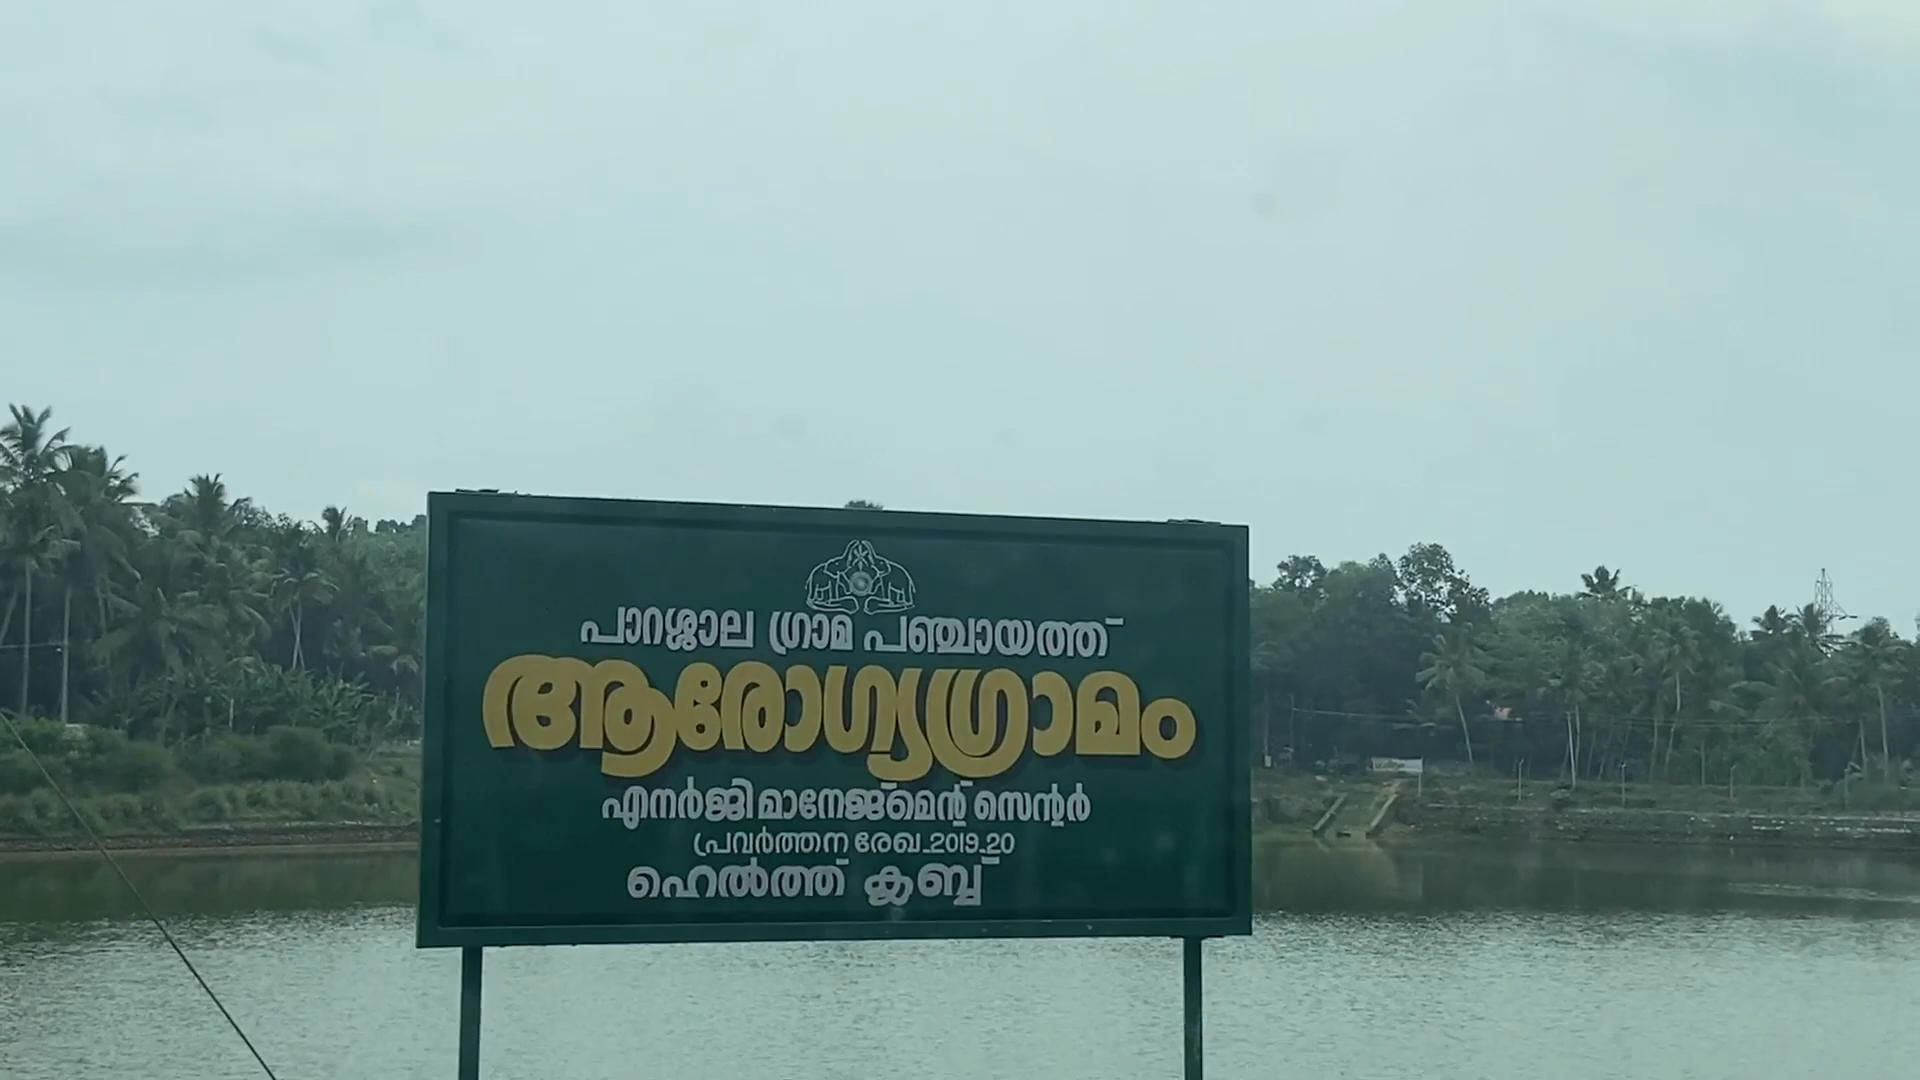 പാറശ്ശാല ഗ്രാമ പഞ്ചായത്ത്
ആരോഗ്യഗ്രാമം
എനർജി മാനേജ്മെന്റ് സെന്റർ
പ്രവർത്തന രേഖ-2019-20
ഹെൽത്ത് ക്ലബ്ബ്